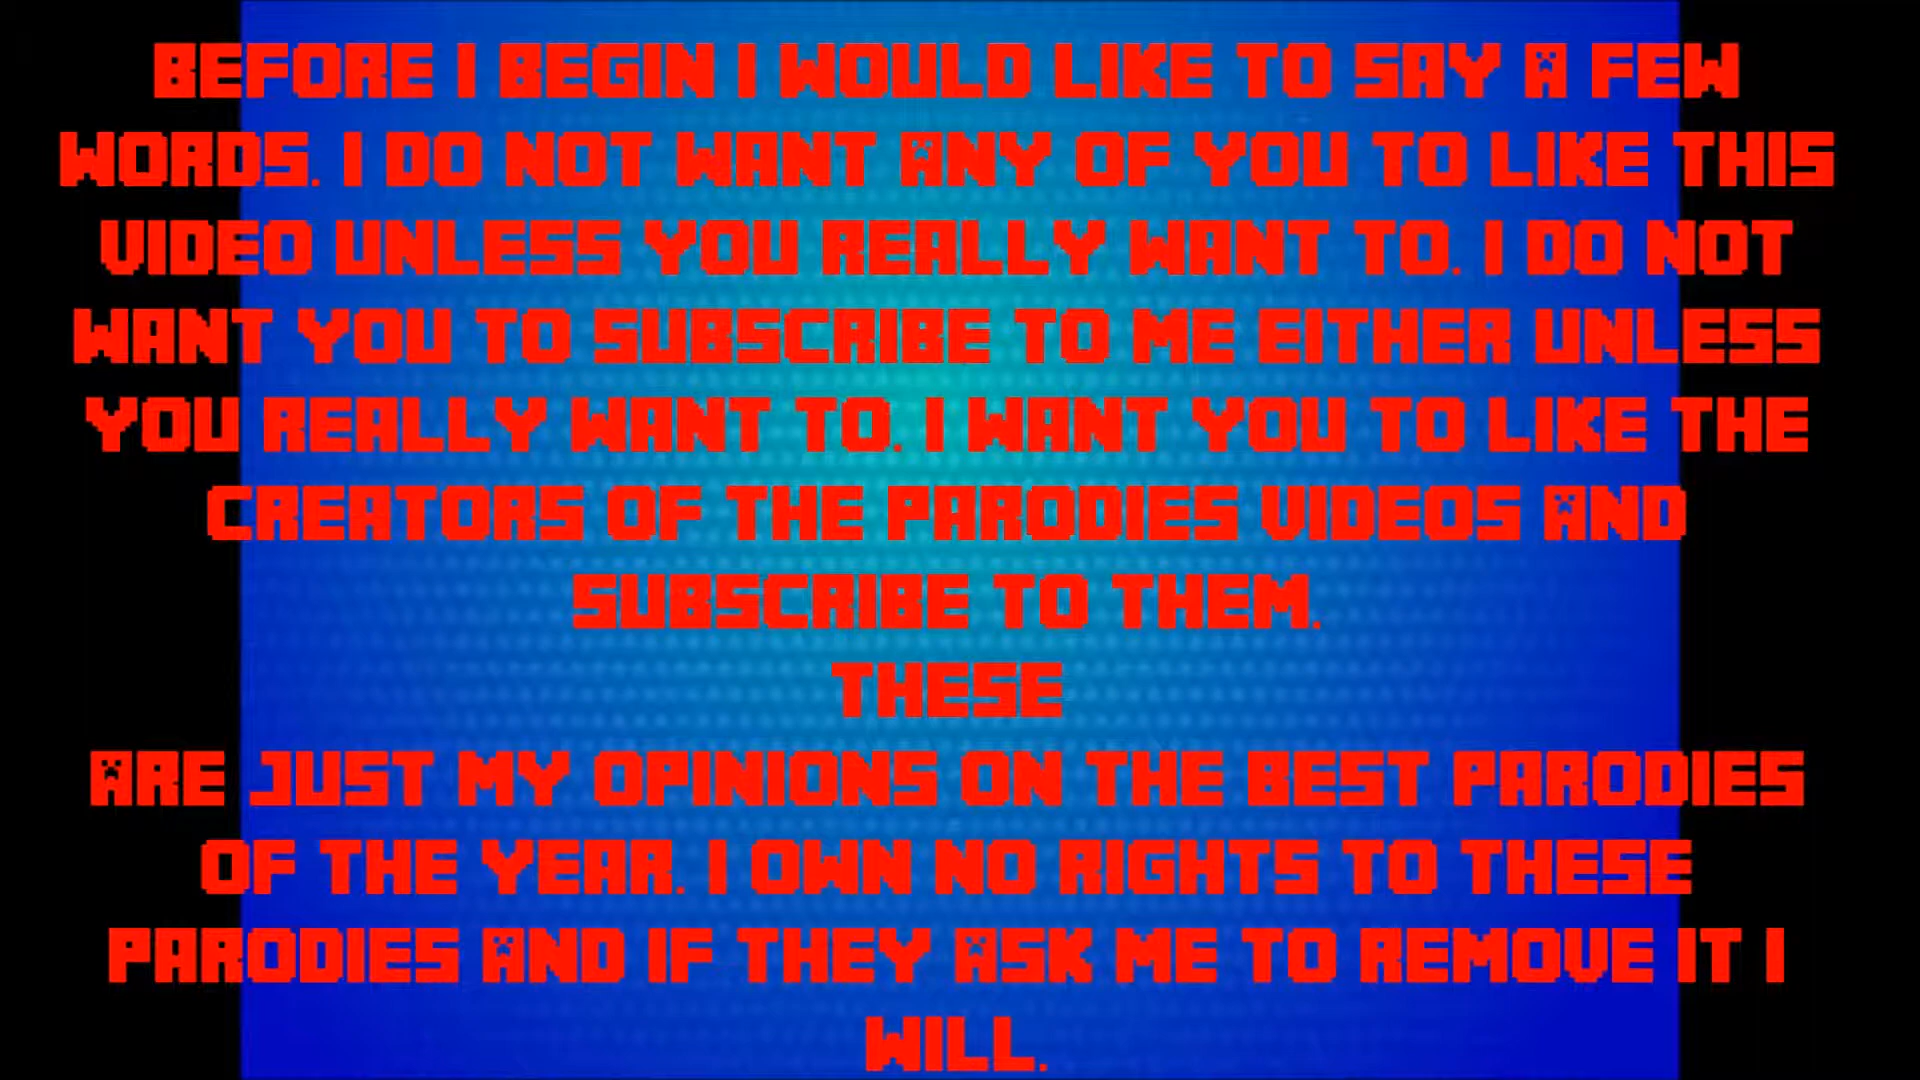 BEFORE I BEGIN I WOULD LIKE TO SAY A FEW
WORDS. I DO NOT WANT ANY OF YOU TO LIKE THIS
VIDEO UNLESS YOU REALLY WANT TO. I DO NOT
WANT YOU TO SUBSCRIBE TO ME EITHER UNLESS
YOU REALLY WANT TO. I WANT YOU TO LIKE THE
CREATORS OF THE PARODIES VIDEOS AND
SUBSCRIBE TO THEM.
THESE
ARE JUST MY OPINIONS ON THE BEST PARODIES
OF THE YEAR. I OWN NO RIGHTS TO THESE
PARODIES AND IF THEY ASK ME TO REMOVE IT I
WILL.